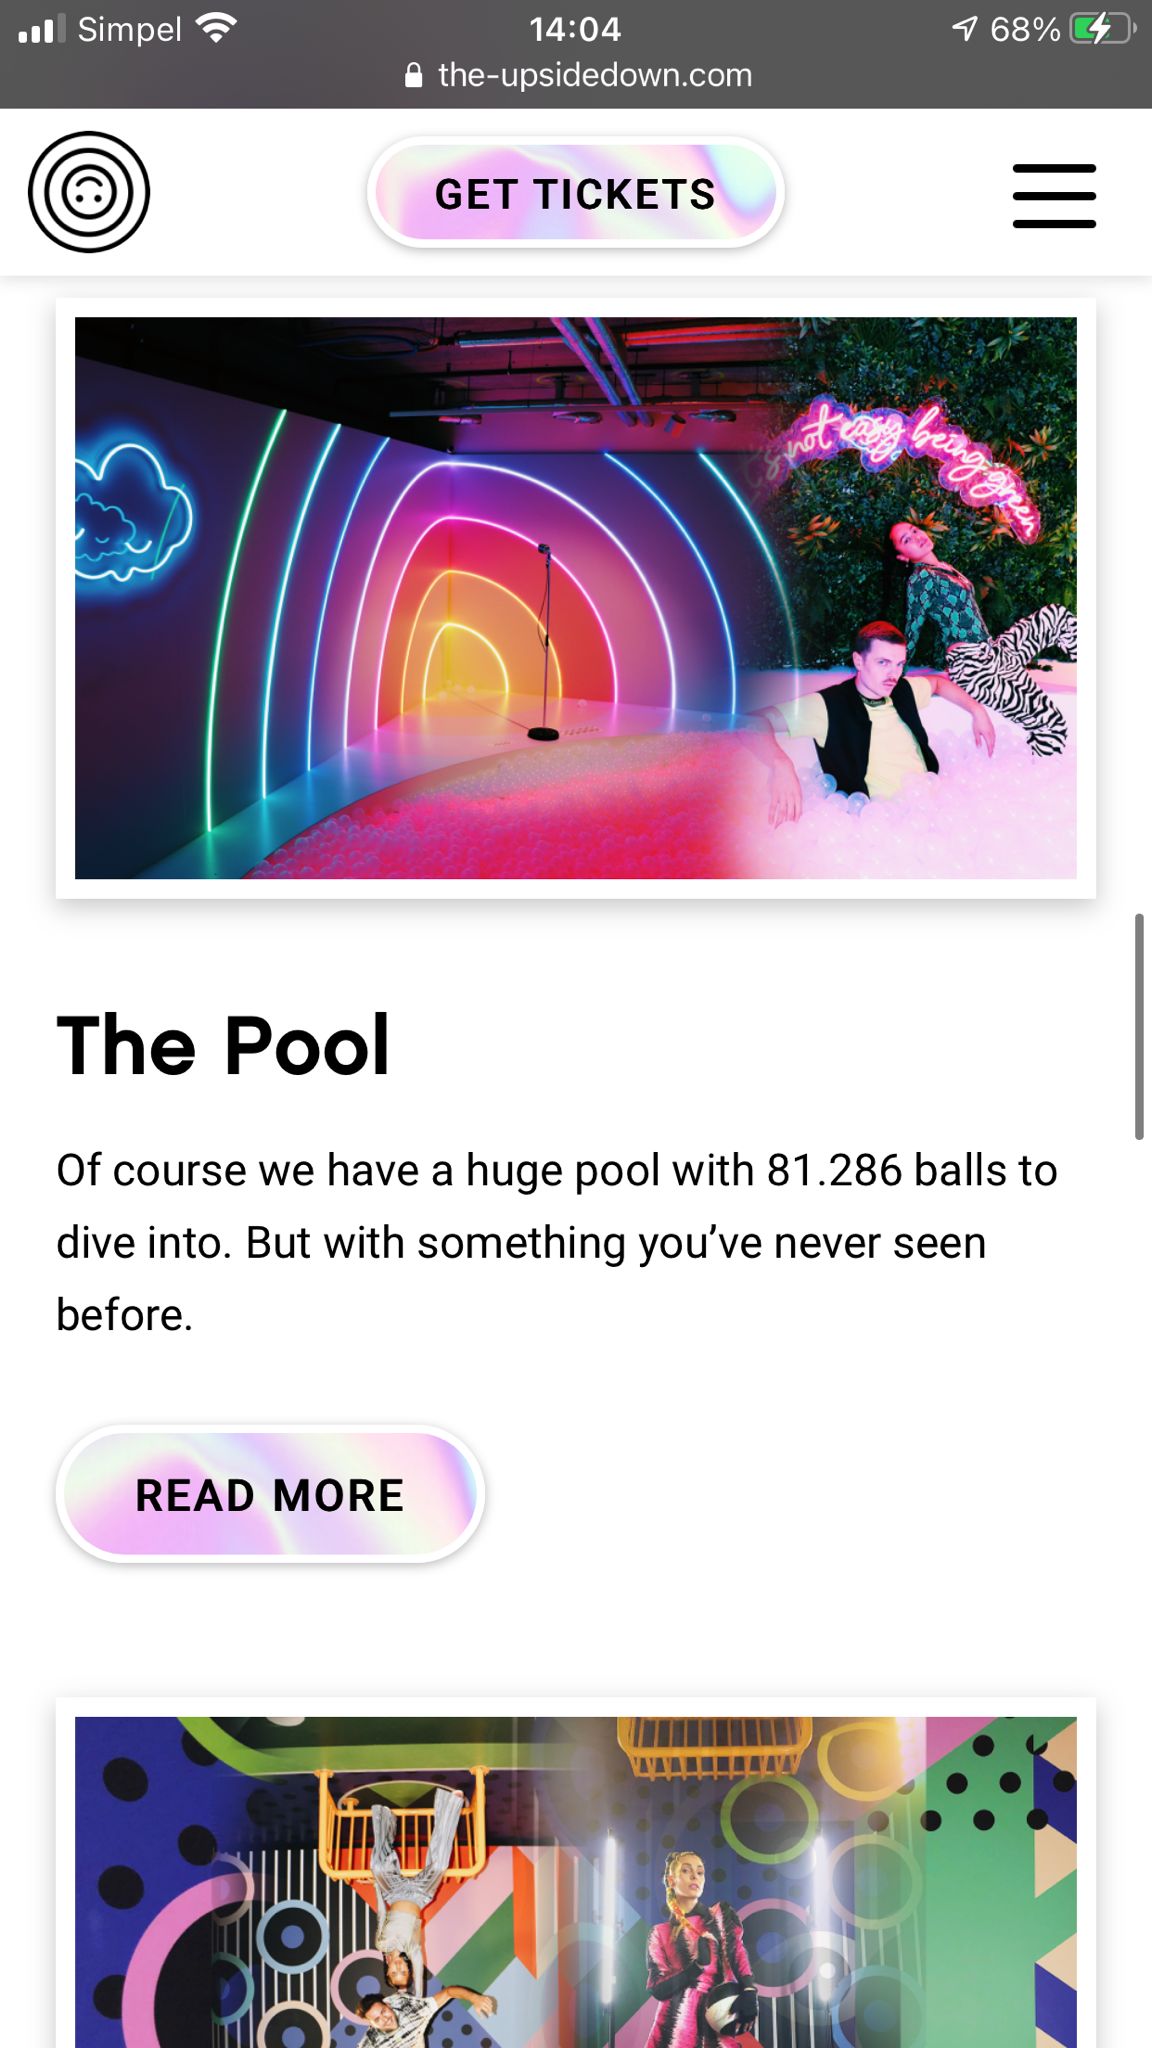 Simpel
14:04
68%
the-upsidedown.com
GET TICKETS
not easy being green
The Pool
Of course we have a huge pool with 81.286 balls to
dive into. But with something you’ve never seen
before.
READ MORE